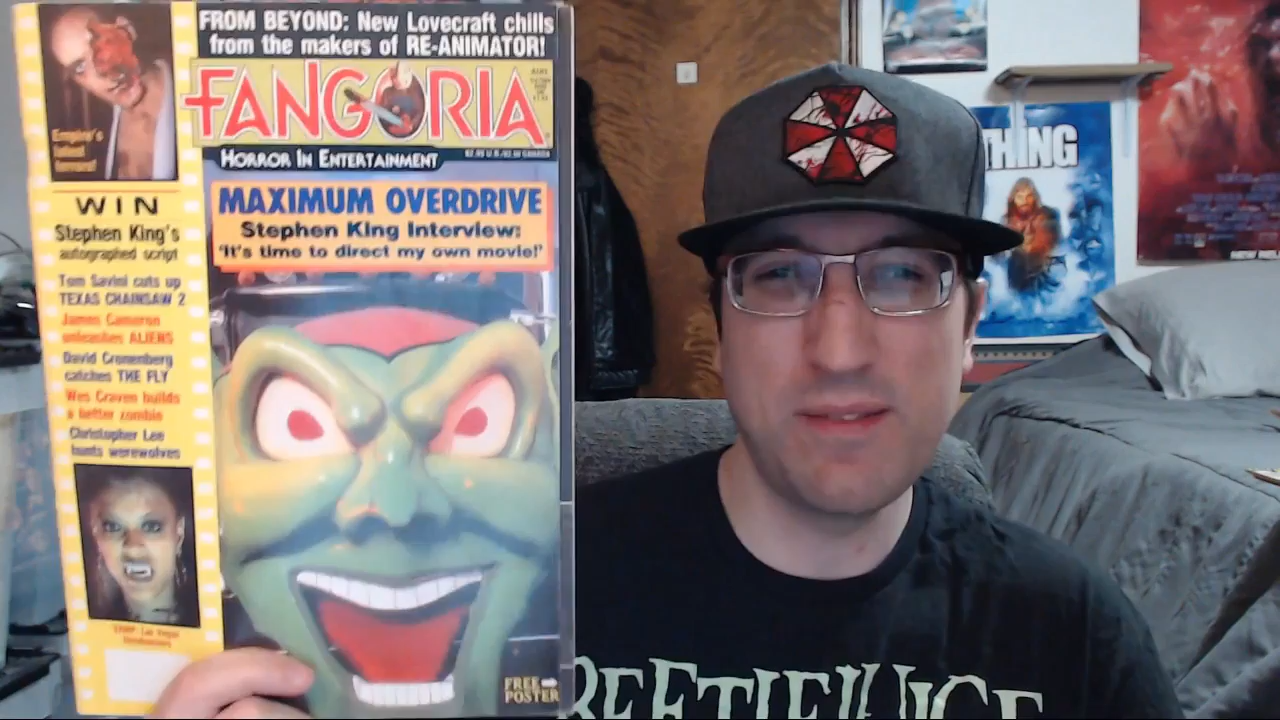 FROM BEYOND: New Lovecraft chills
from the makers of RE-ANIMATOR!
FANGORIA
HORROR IN ENTERTAINMENT
Empire's
MAXIMUM OVERDRIVE
Stephen King Interview:
'It's time to direct my own movie!'
WIN
Stephen King's
autographed script
Tom Savini cuts up
TEXAS CHAINSAW 2
James Cameron
unleashes ALIENS
David Cronenberg
catches THE FLY
Wes Craven builds
a better zombie
Christopher Lee
hunts werewolves
FREE
POSTER
THING
BEETLEJUICE